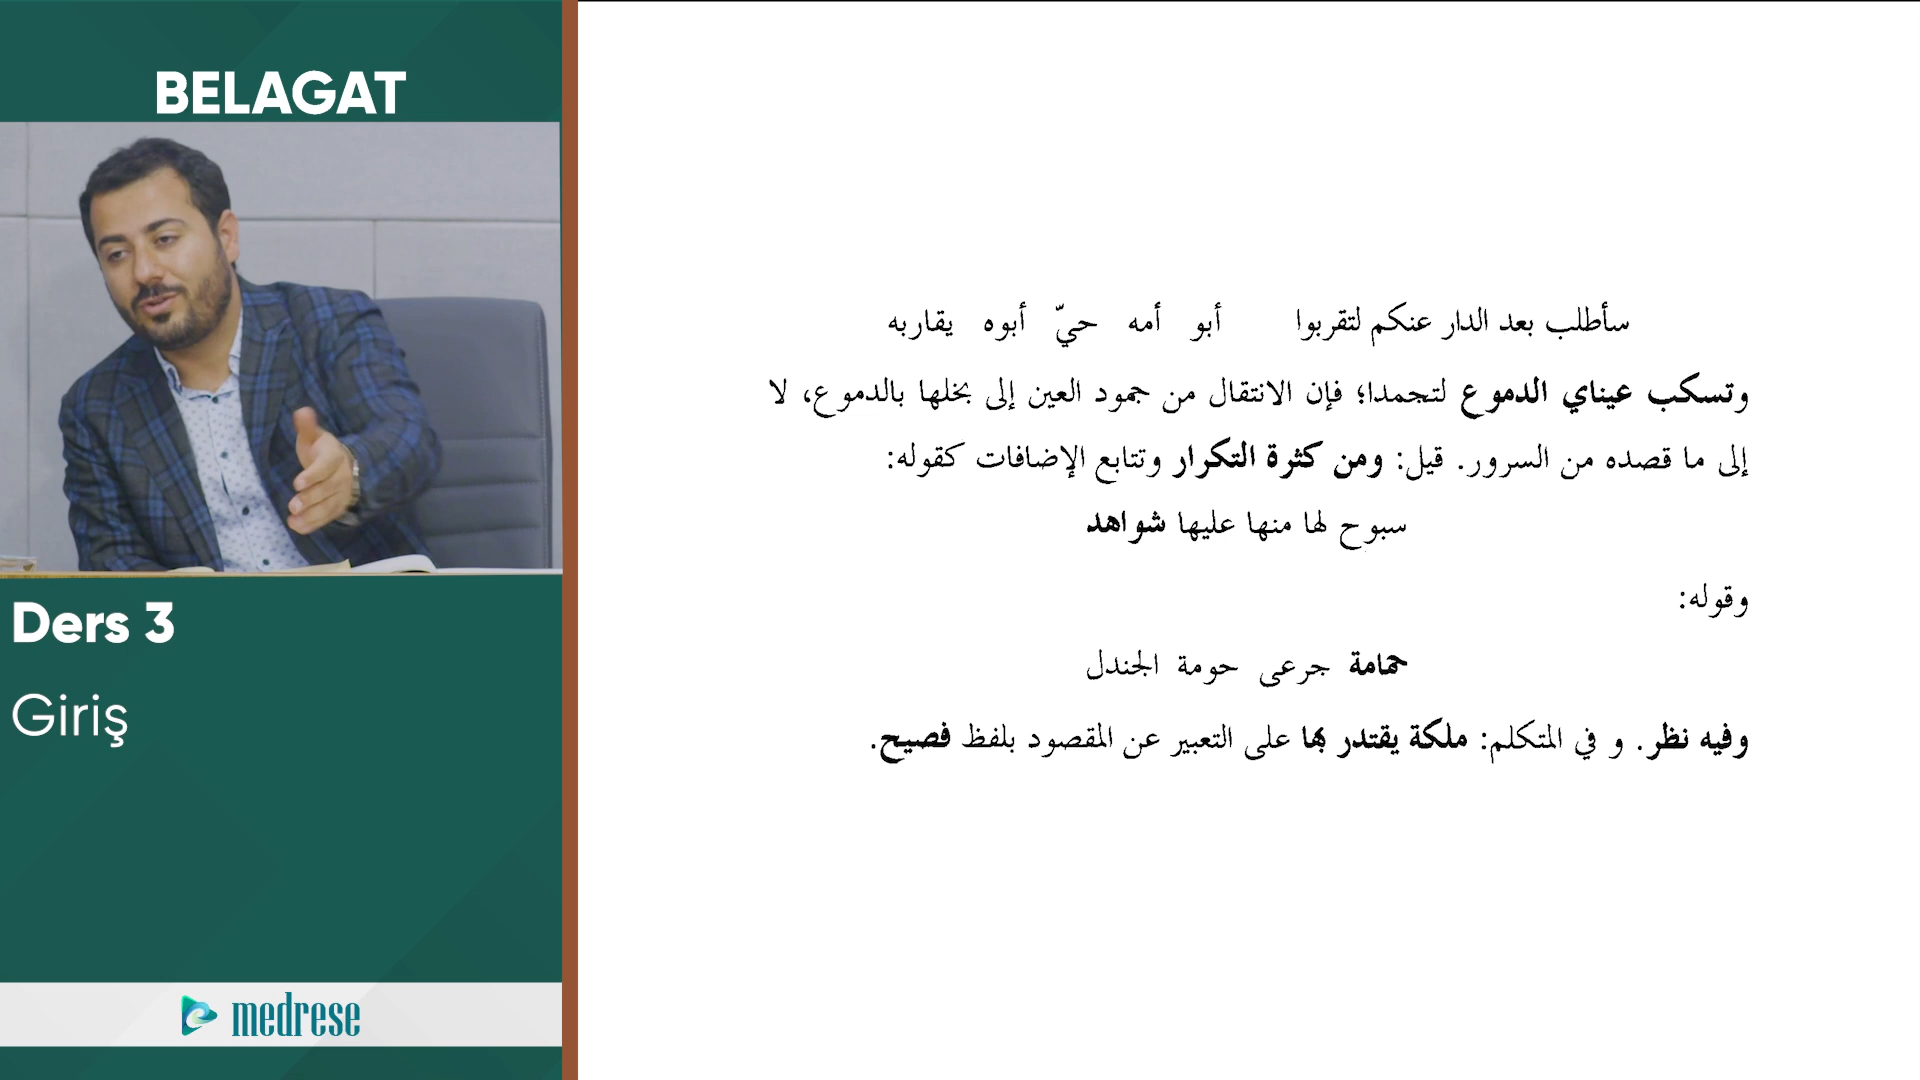 BELAGAT
Ders 3
Giriş
medrese
سأطلب بعد الدار عنكم لتقربوا أبو أمه حيّ أبوه يقاربه
وتسكب عيناي الدموع لتجمدا؛ فإن الانتقال من جمود العين إلى بخلها بالدموع، لا
إلى ما قصده من السرور. قيل: ومن كثرة التكرار وتتابع الإضافات كقوله:
سبوح لها منها عليها شواهد
وقوله:
حمامة جرعى حومة الجندل
وفيه نظر. و في المتكلم: ملكة يقتدر بها على التعبير عن المقصود بلفظ فصيح.